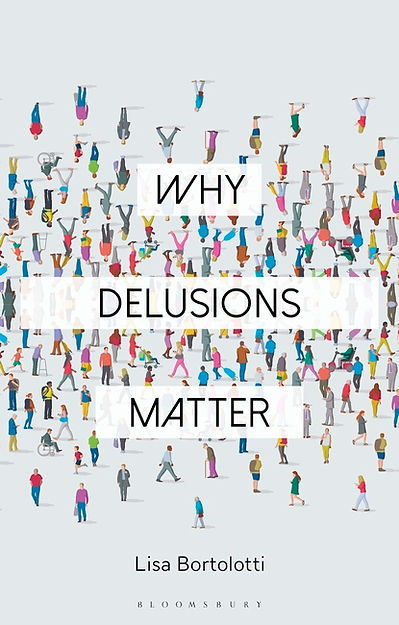 WHY
DELUSIONS
MATTER
Lisa Bortolotti
BLOOMSBURY